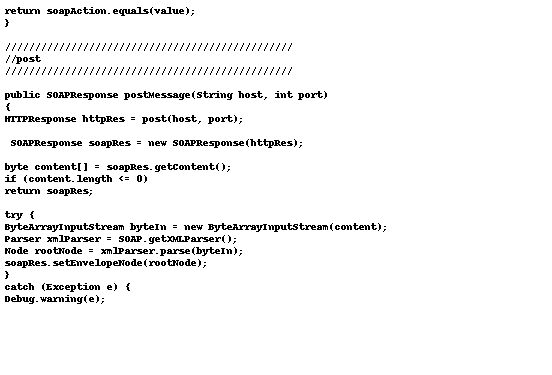 return soapAction.equals(value);
}
////////////////////////////////////////////////
//post
////////////////////////////////////////////////
public SOAPResponse postMessage(String host, int port)
{
HTTPResponse httpRes = post(host, port);
SOAPResponse soapRes = new SOAPResponse(httpRes);
byte content[] = soapRes.getContent();
if (content.length <= 0)
return soapRes;
try {
ByteArrayInputStream byteIn = new ByteArrayInputStream(content);
Parser xmlParser = SOAP.getXMLParser();
Node rootNode = xmlParser.parse(byteIn);
soapRes.setEnvelopeNode(rootNode);
}
catch (Exception e) {
Debug.warning(e);